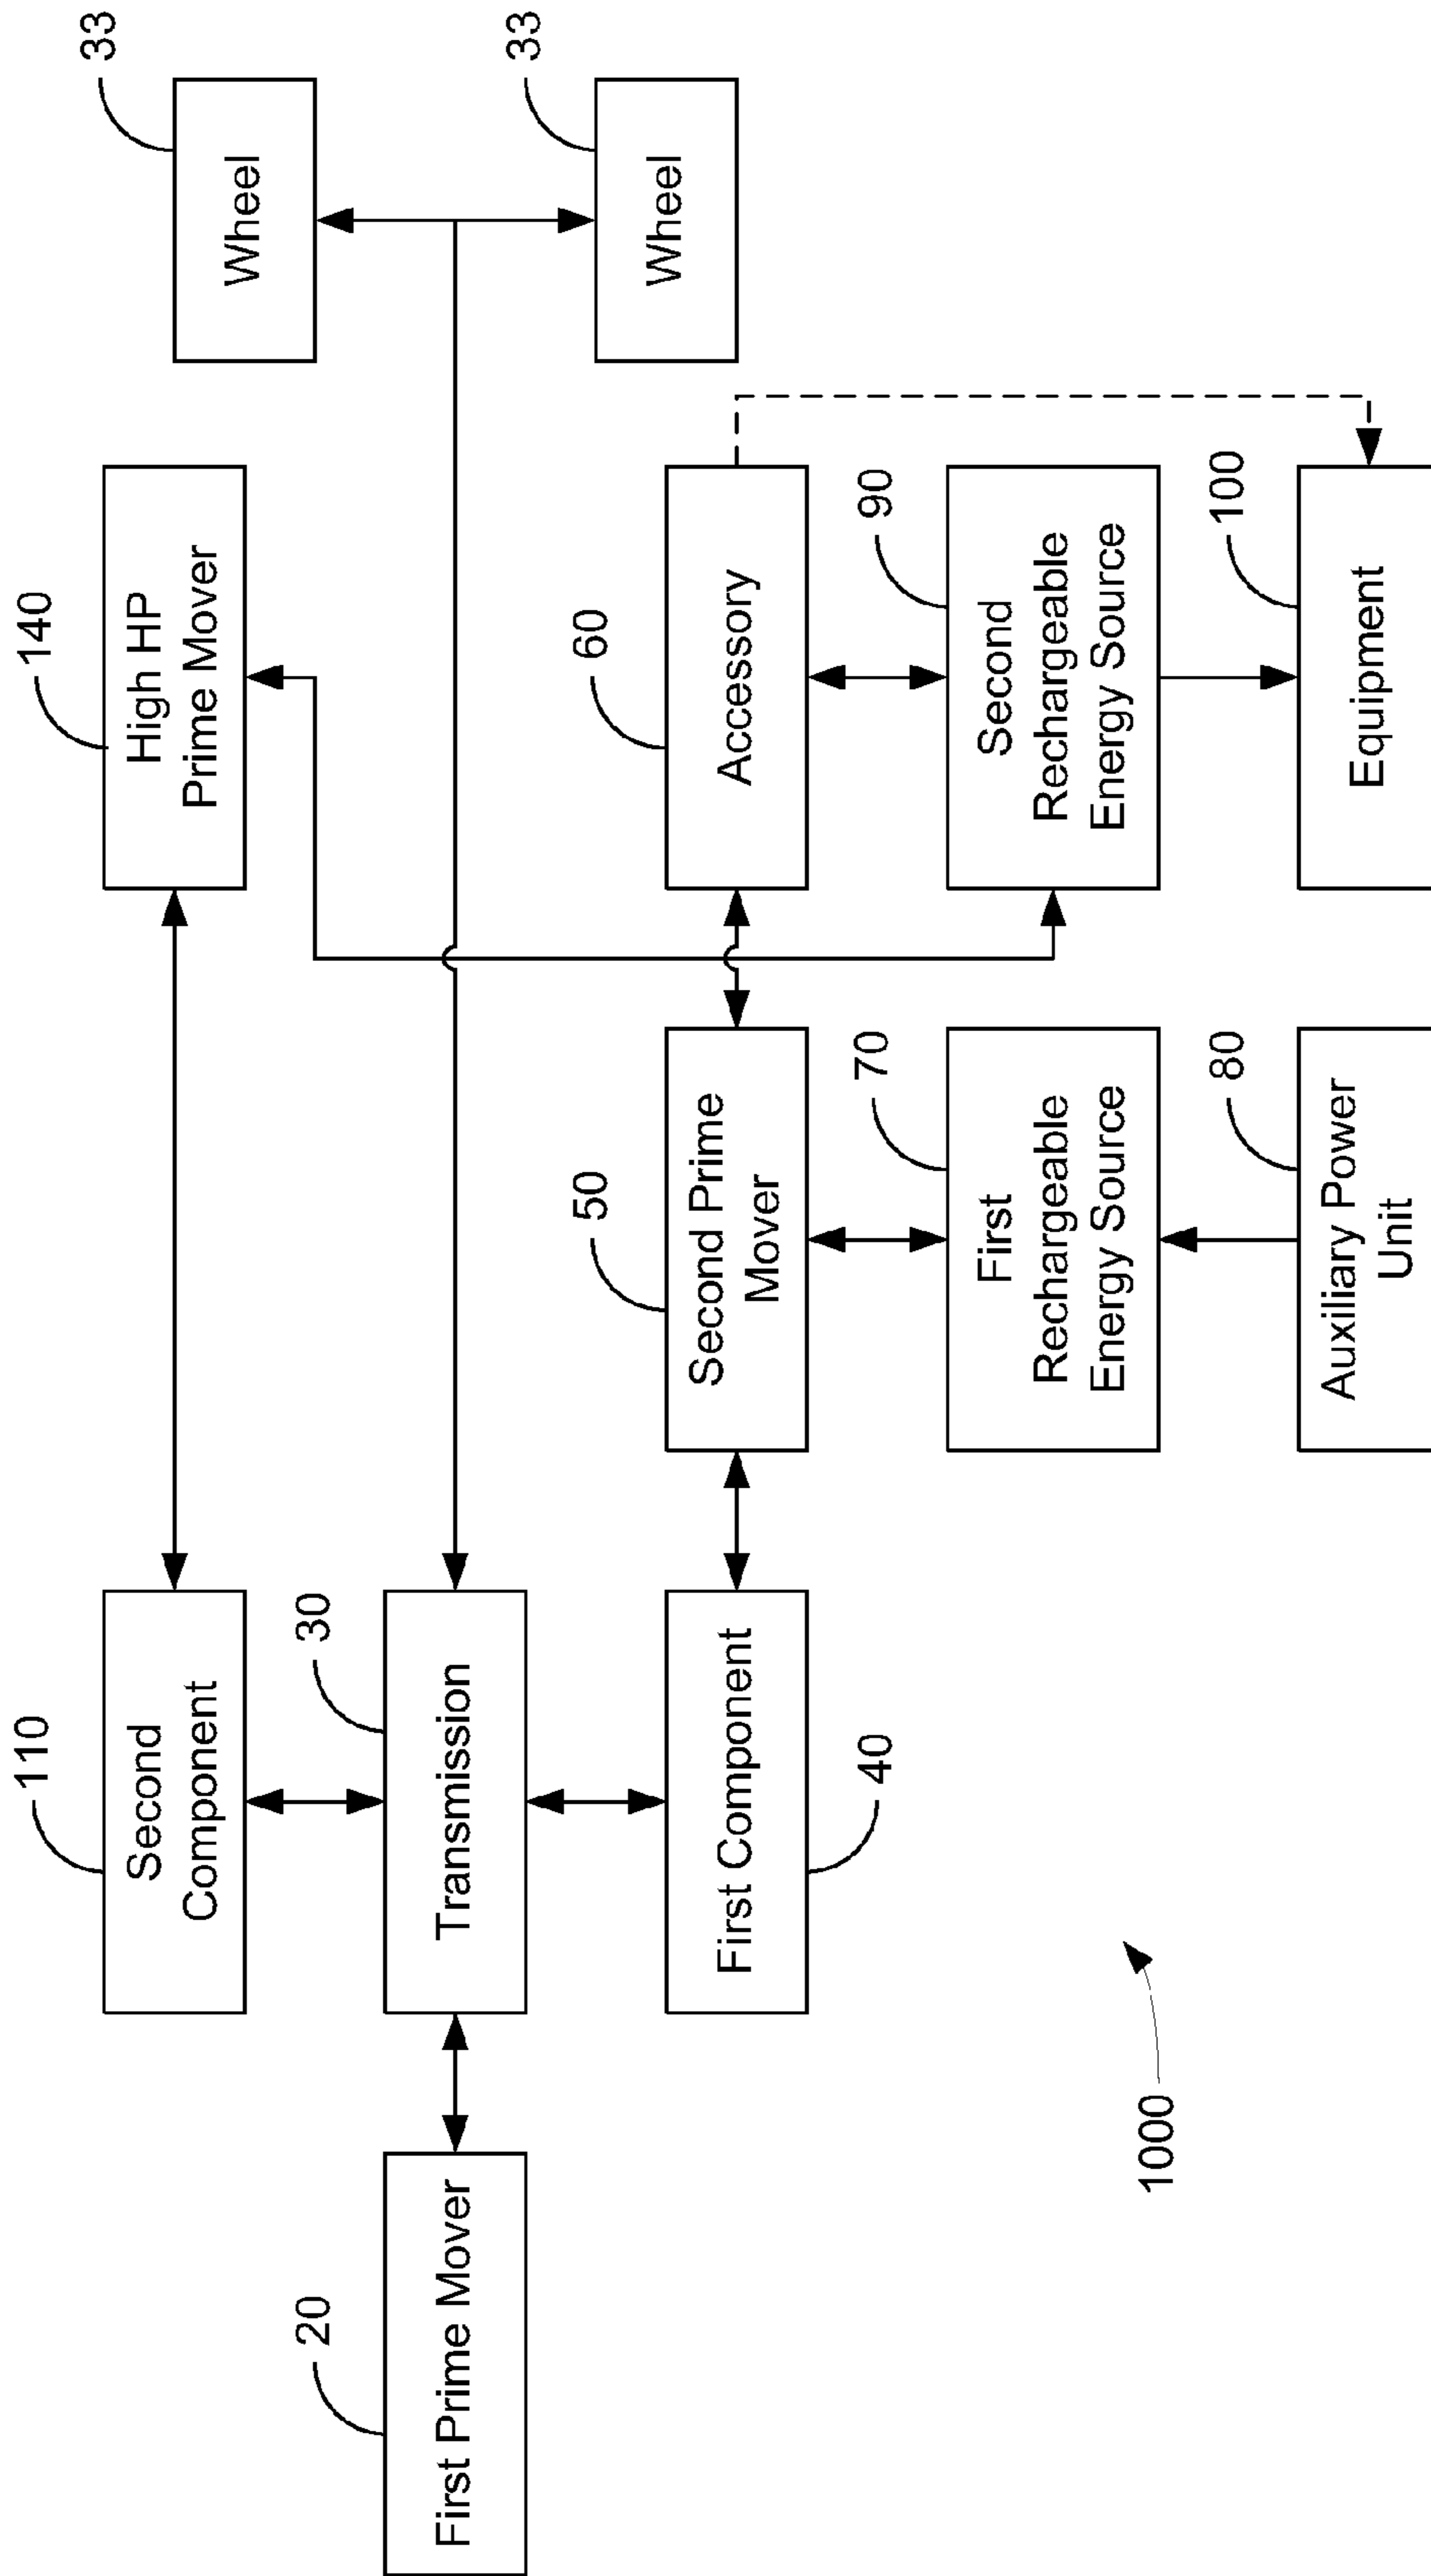 20
First Prime Mover
110
Second
Component
30
Transmission
First Component
40
140
High HP
Prime Mover
50
Second Prime
Mover
60
Accessory
70
First
Rechargeable
Energy Source
90
Second
Rechargeable
Energy Source
80
Auxiliary Power
Unit
100
Equipment
33
Wheel
33
Wheel
1000